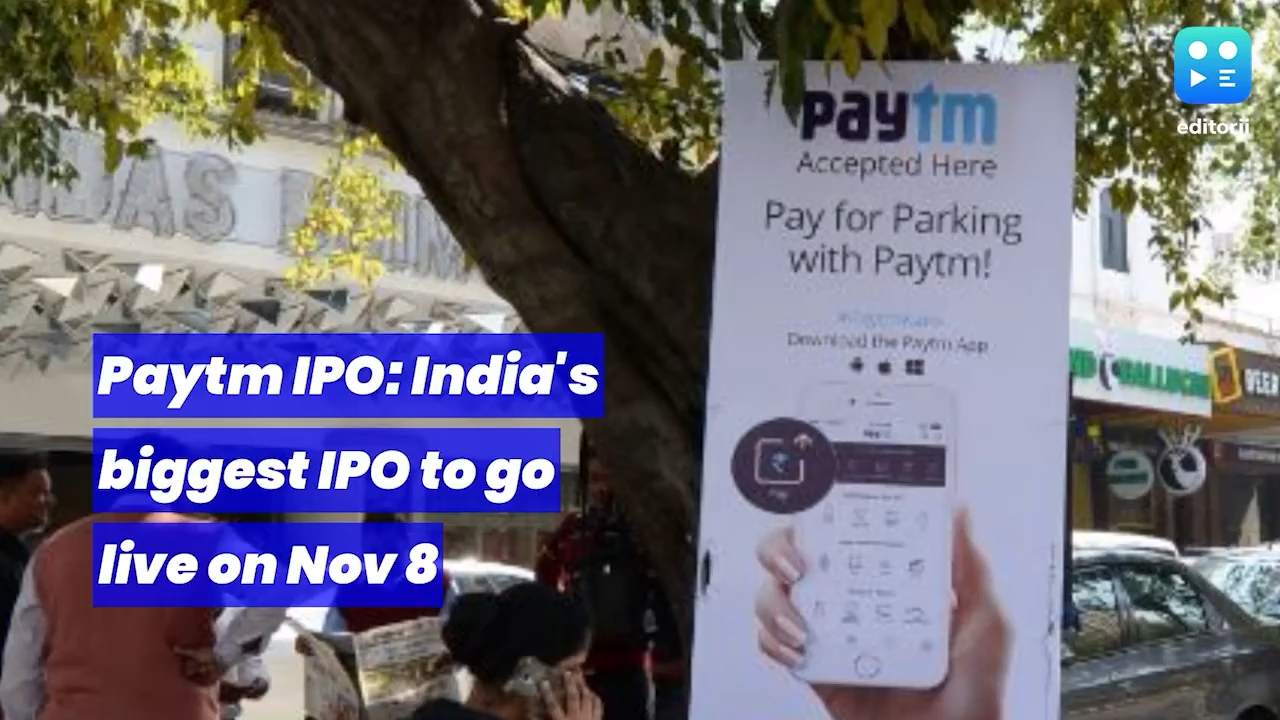 paytm
Accepted Here
Pay for Parking
with Paytm!
Download the Paytm App
editorji
Paytm IPO: India's
biggest IPO to go
live on Nov 8